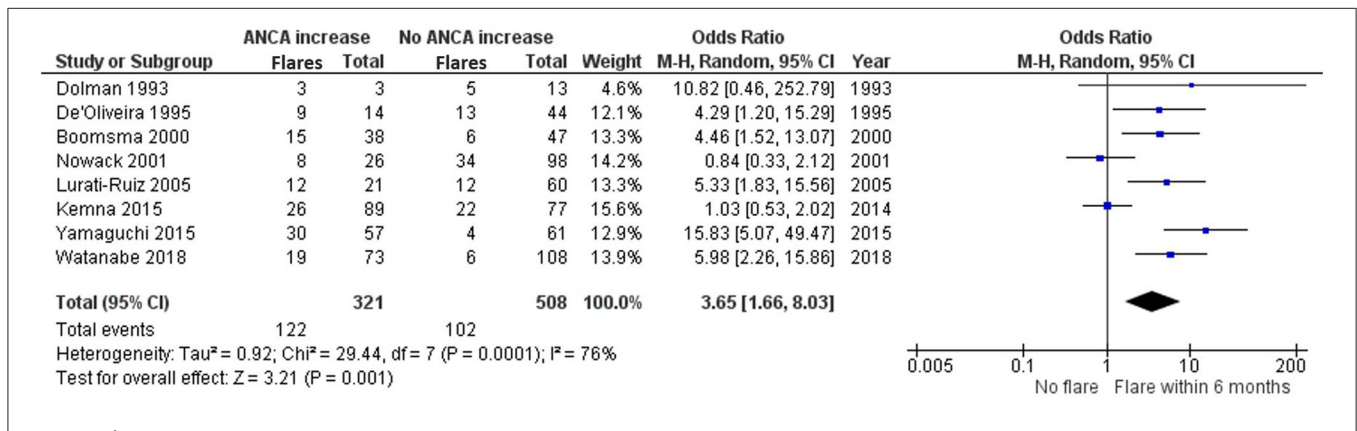 ANCA increase No ANCA increase Odds Ratio Odds Ratio
Study or Subgroup Flares Total Flares Total Weight M-H, Random, 95% CI Year M-H, Random, 95% CI
Dolman 1993 3 3 5 13 4.6% 10.82 [0.46, 252.79] 1993
De'Oliveira 1995 9 14 13 44 12.1% 4.29 [1.20, 15.29] 1995
Boomsma 2000 15 38 6 47 13.3% 4.46 [1.52, 13.07] 2000
Nowack 2001 8 26 34 98 14.2% 0.84 [0.33, 2.12] 2001
Lurati-Ruiz 2005 12 21 12 60 13.3% 5.33 [1.83, 15.56] 2005
Kemna 2015 26 89 22 77 15.6% 1.03 [0.53, 2.02] 2014
Yamaguchi 2015 30 57 4 61 12.9% 15.83 [5.07, 49.47] 2015
Watanabe 2018 19 73 6 108 13.9% 5.98 [2.26, 15.86] 2018
Total (95% CI) 321 508 100.0% 3.65 [1.66, 8.03]
Total events 122 102
Heterogeneity: Tau² = 0.92; Chi² = 29.44, df = 7 (P = 0.0001); I² = 76%
Test for overall effect: Z = 3.21 (P = 0.001)
0.005 0.1 1 10 200
No flare Flare within 6 months